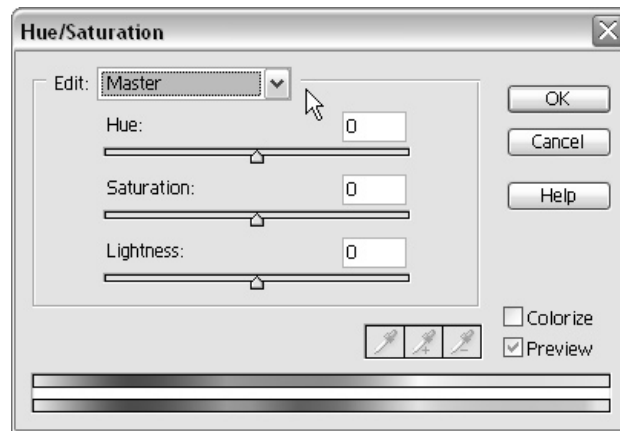 Hue/Saturation
Edit: Master
Hue: 0
Saturation: 0
Lightness: 0
OK
Cancel
Help
Colorize
Preview